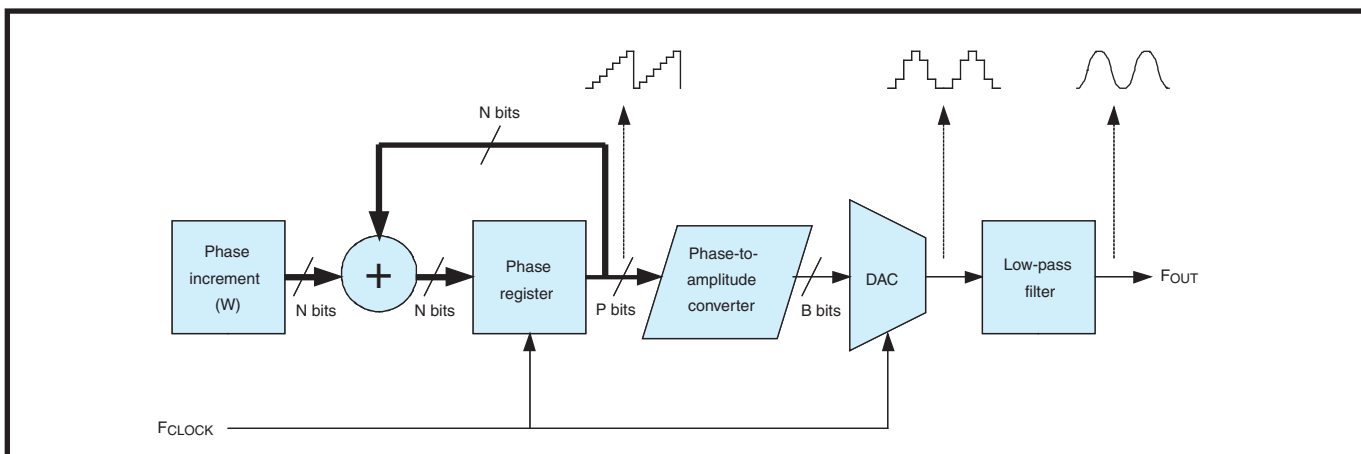 N bits
Phase
increment
(W)
N bits
+
N bits
Phase
register
P bits
Phase-to-
amplitude
converter
B bits
DAC
Low-pass
filter
FOUT
FCLOCK